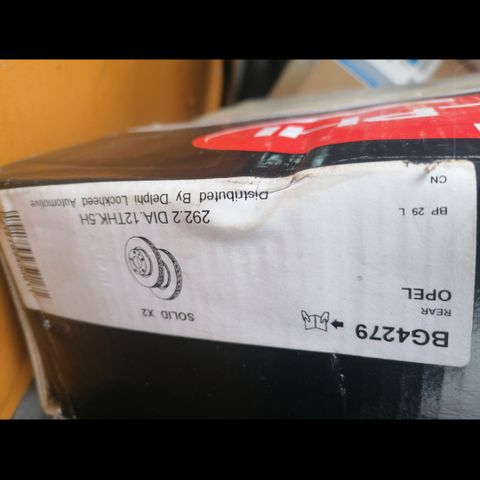 BG4279
REAR
OPEL
SOLID X2
292.2 DIA.12THK.5H
BP 29 L
Distributed By Delphi Lockheed Automotive
CN